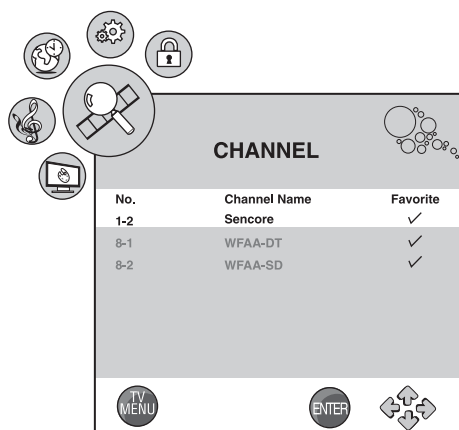 CHANNEL
No. Channel Name Favorite
1-2 Sencore ✓
8-1 WFAA-DT ✓
8-2 WFAA-SD ✓
TV
MENU ENTER